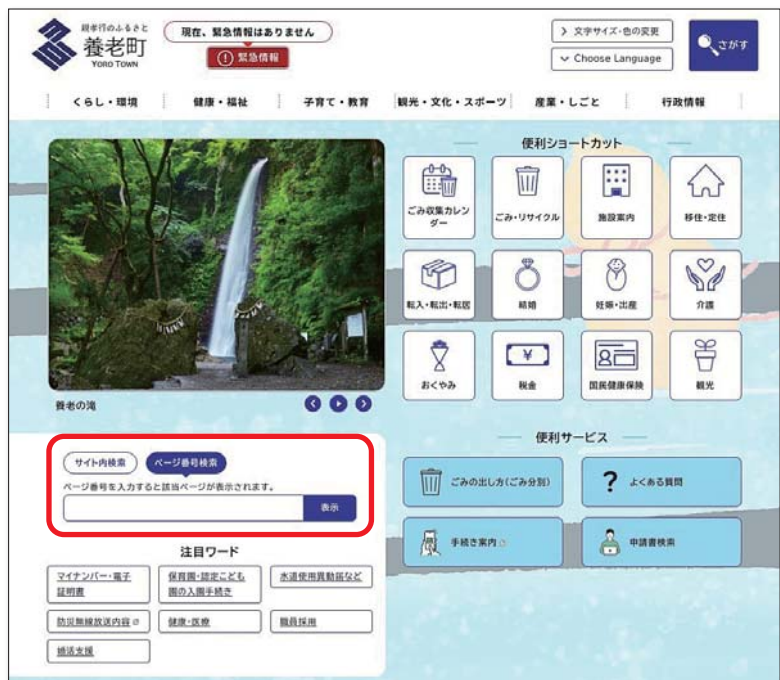 親孝行のふるさと
養老町
YORO TOWN
現在、緊急情報はありません
緊急情報
文字サイズ・色の変更
Choose Language
さがす
くらし・環境
健康・福祉
子育て・教育
観光・文化・スポーツ
産業・しごと
行政情報
養老の滝
便利ショートカット
ごみ収集カレン
ダー
ごみ・リサイクル
施設案内
移住・定住
転入・転出・転居
結婚
妊娠・出産
介護
おくやみ
税金
国民健康保険
観光
サイト内検索
ページ番号検索
ページ番号を入力すると該当ページが表示されます。
表示
注目ワード
マイナンバー・電子
証明書
保育園・認定こども
園の入園手続き
水道使用異動届など
防災無線放送内容
健康・医療
職員採用
婚活支援
便利サービス
ごみの出し方(ごみ分別)
? よくある質問
手続き案内
申請書検索